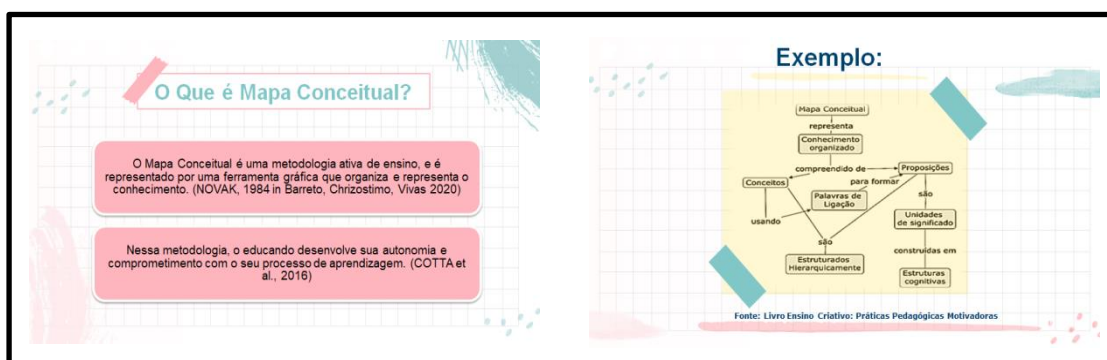 O Que é Mapa Conceitual?
O Mapa Conceitual é uma metodologia ativa de ensino, e é
representado por uma ferramenta gráfica que organiza e representa o
conhecimento. (NOVAK, 1984 in Barreto, Chrizostimo, Vivas 2020)
Nessa metodologia, o educando desenvolve sua autonomia e
comprometimento com o seu processo de aprendizagem. (COTTA et
al., 2016)
Exemplo:
Mapa Conceitual
representa
Conhecimento
organizado
compreendido de
Proposições
Conceitos
para formar
Palavras de
Ligação
são
usando
Unidades
de significado
são
construídas em
Estruturados
Hierarquicamente
Estruturas
cognitivas
Fonte: Livro Ensino Criativo: Práticas Pedagógicas Motivadoras